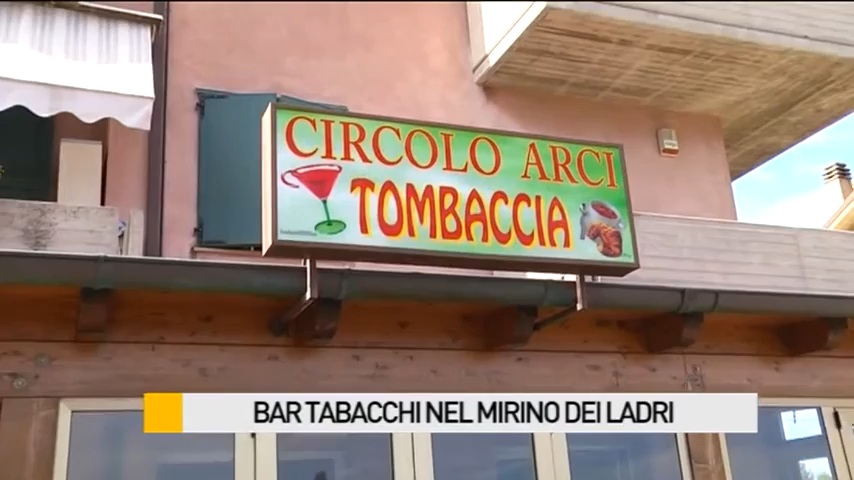 CIRCOLO ARCI
TOMBACCIA
BAR TABACCHI NEL MIRINO DEI LADRI